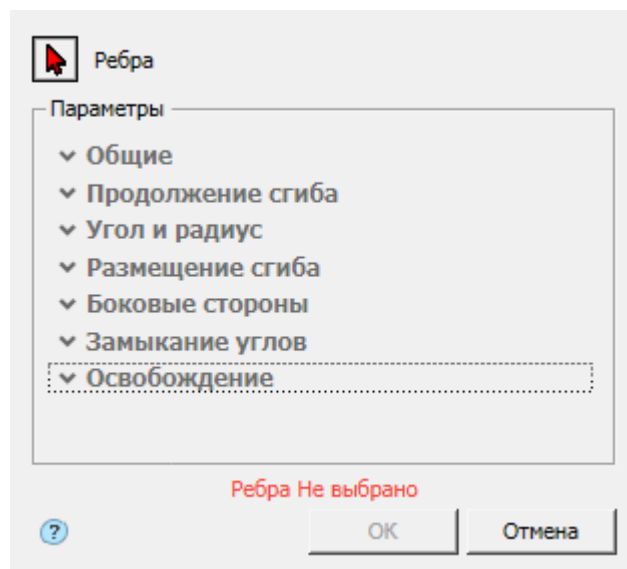 Ребра
Параметры
Общие
Продолжение сгиба
Угол и радиус
Размещение сгиба
Боковые стороны
Замыкание углов
Освобождение
Ребра Не выбрано
?
OK
Отмена